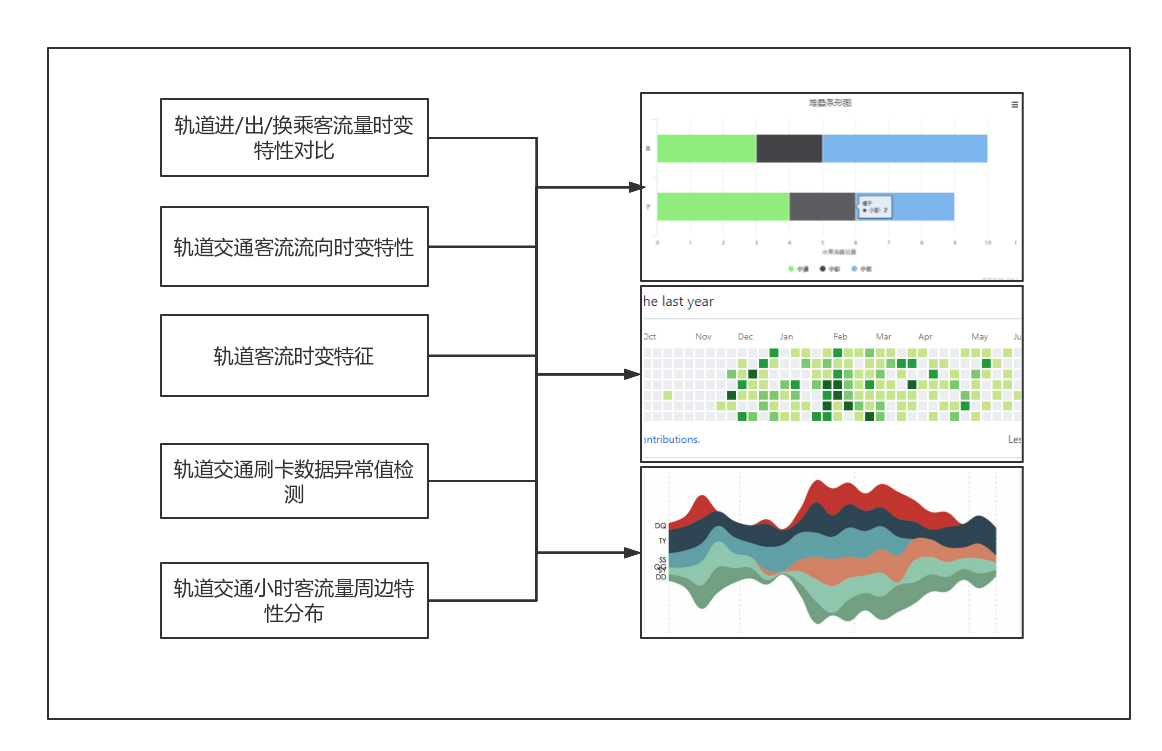 轨道进/出/换乘客流量时变
特性对比
轨道交通客流流向时变特性
轨道客流时变特征
轨道交通刷卡数据异常值检
测
轨道交通小时客流量周边特
性分布
堆叠条形图
0 1 2 3 4 5 6 7 8 9 10
he last year
Oct Nov Dec Jan Feb Mar Apr May Ju
ontributions.
Les
DQ
TY
SS
QG
SY
DD